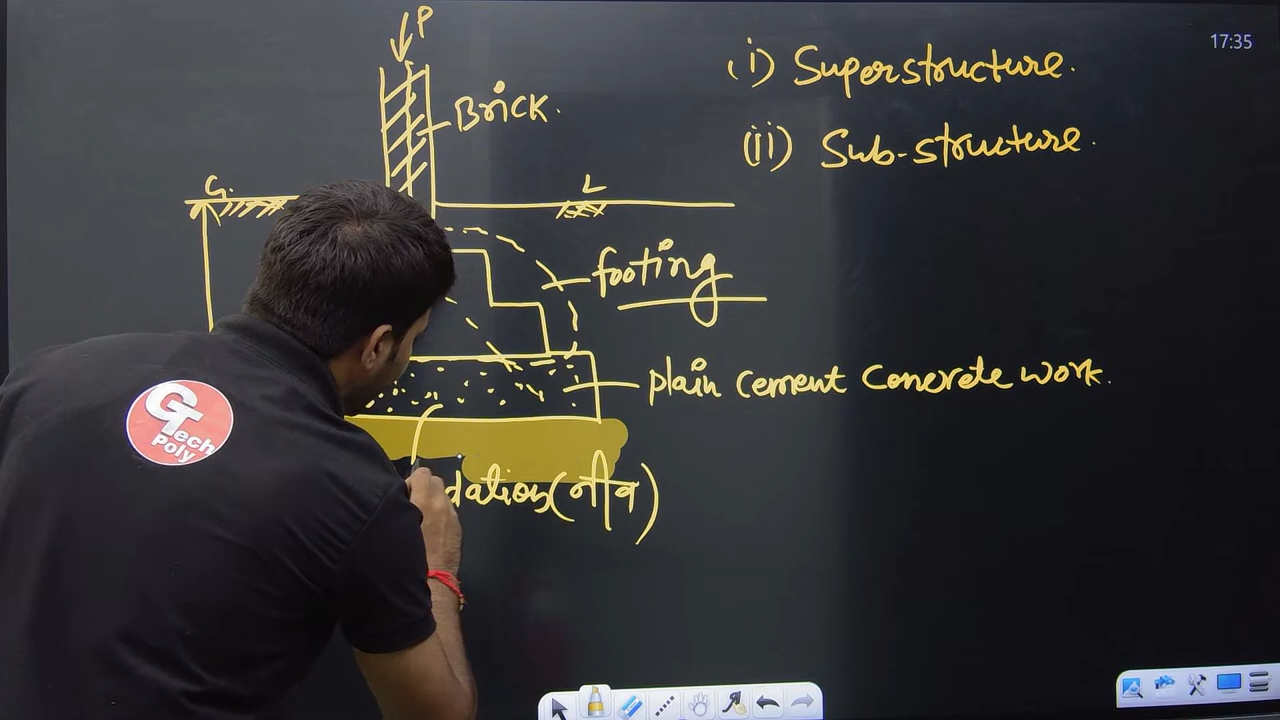 P
17:35
(i) Superstructure.
(ii) Sub-structure.
Brick.
G.
L
footing
plain cement concrete work.
GTech
Poly
dation (नीव)